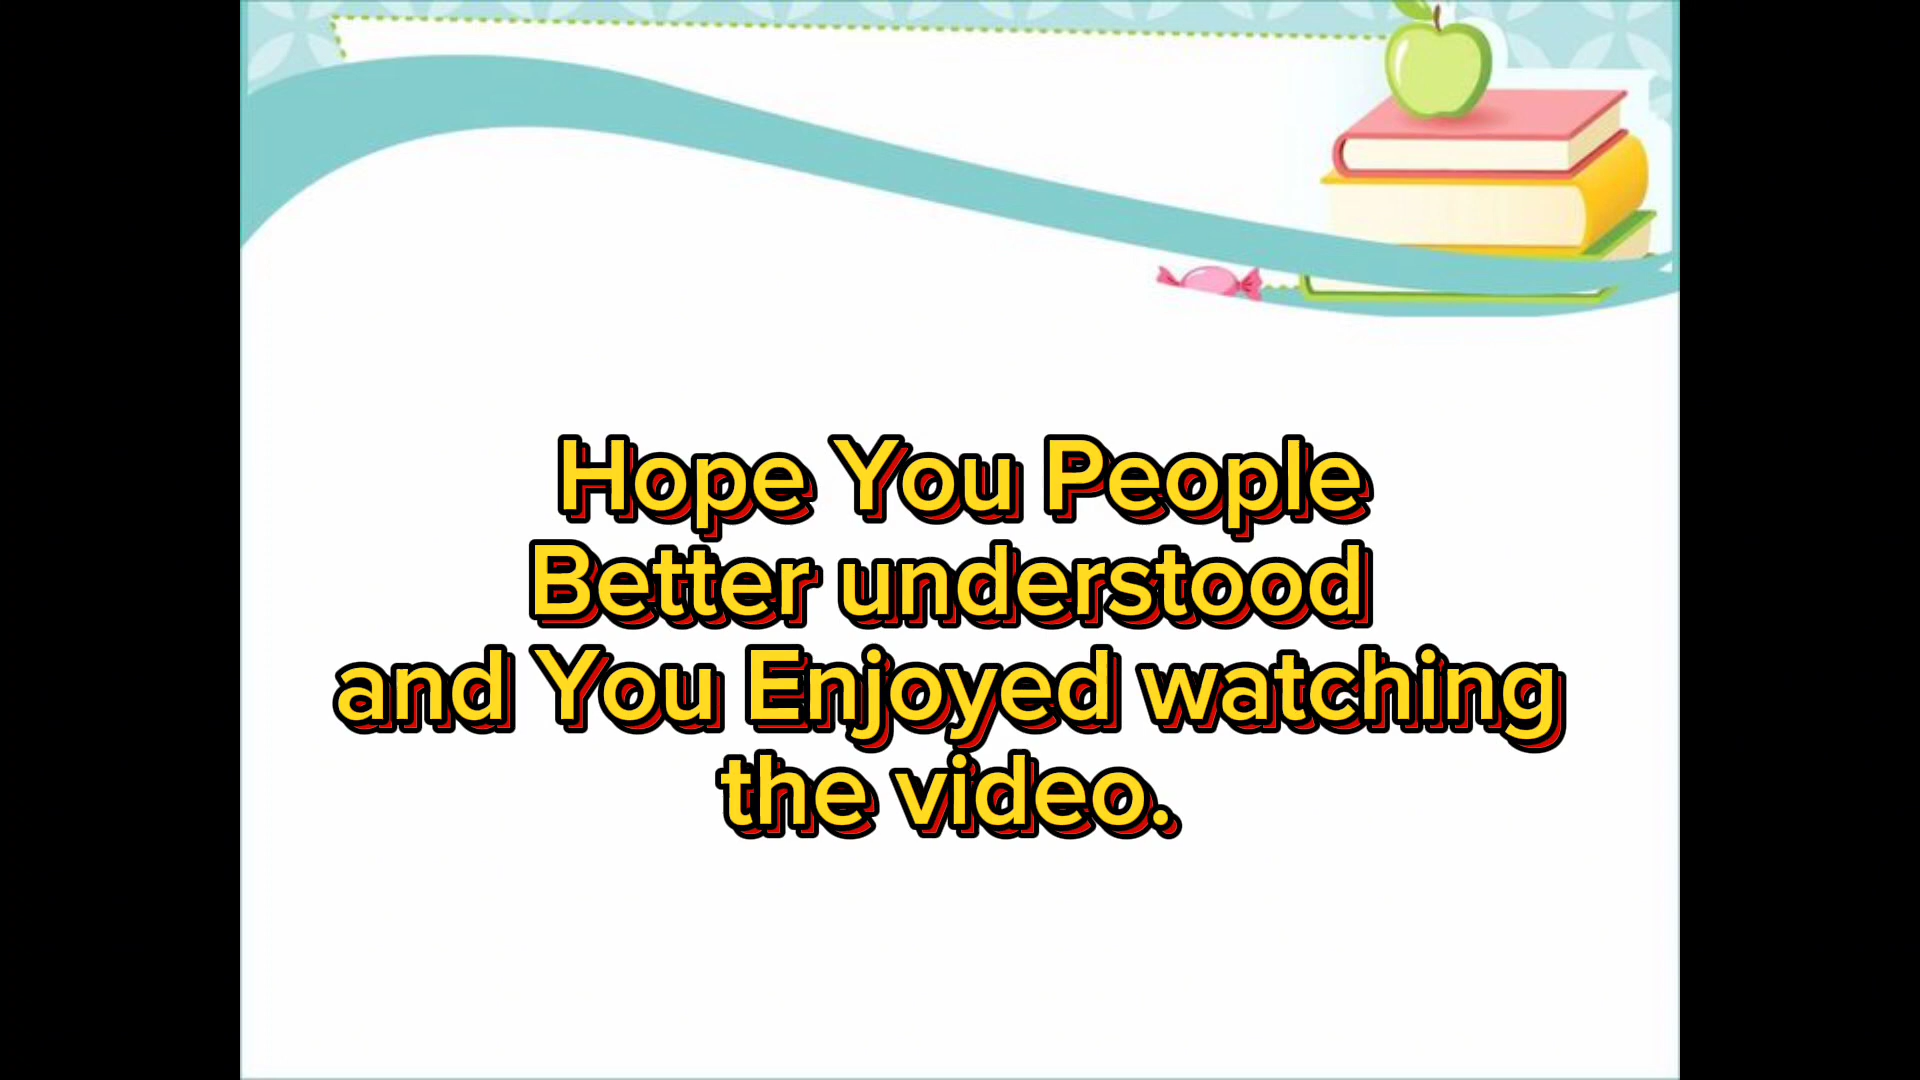 Hope You People
Better understood
and You Enjoyed watching
the video.